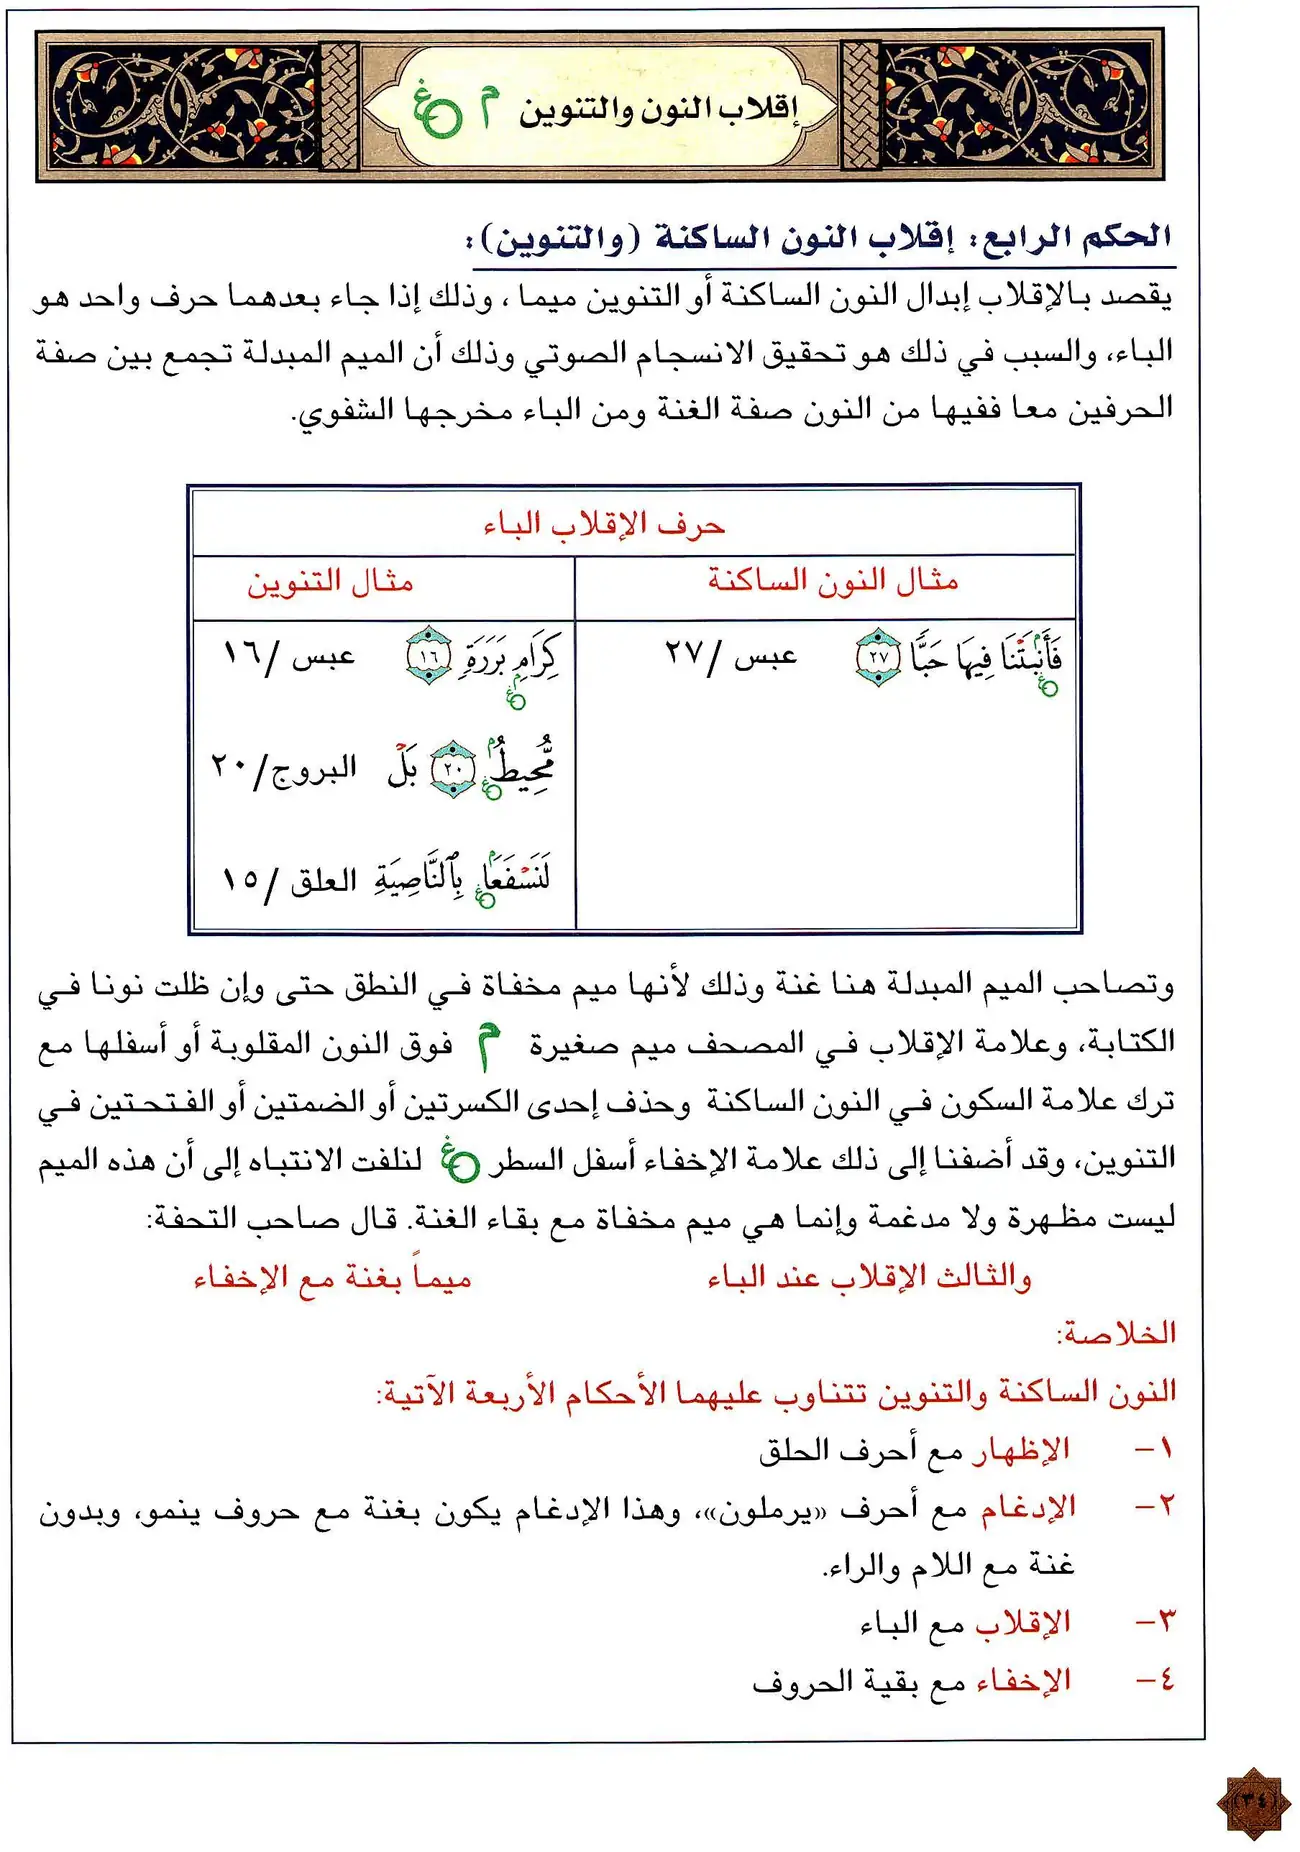 إقلاب النون والتنوين م غ
الحكم الرابع: إقلاب النون الساكنة (والتنوين):
يقصد بالإقلاب إبدال النون الساكنة أو التنوين ميما ، وذلك إذا جاء بعدهما حرف واحد هو
الباء، والسبب في ذلك هو تحقيق الانسجام الصوتي وذلك أن الميم المبدلة تجمع بين صفة
الحرفين معا ففيها من النون صفة الغنة ومن الباء مخرجها الشفوي.
حرف الإقلاب الباء
مثال النون الساكنة مثال التنوين
فَأَنۢبَتۡنَا فِيهَا حَبًّا ٢٧ عبس /٢٧ كِرَامِۭ بَرَرَةٍ ١٦ عبس /١٦
مُّحِيطُۢ ٢٠ بَلۡ البروج/٢٠
لَنَسۡفَعَۢا بِٱلنَّاصِيَةِ العلق /١٥
وتصاحب الميم المبدلة هنا غنة وذلك لأنها ميم مخفاة في النطق حتى وإن ظلت نونا في
الكتابة، وعلامة الإقلاب في المصحف ميم صغيرة م فوق النون المقلوبة أو أسفلها مع
ترك علامة السكون في النون الساكنة وحذف إحدى الكسرتين أو الضمتين أو الفتحتين في
التنوين، وقد أضفنا إلى ذلك علامة الإخفاء أسفل السطر غ لنلفت الانتباه إلى أن هذه الميم
ليست مظهرة ولا مدغمة وإنما هي ميم مخفاة مع بقاء الغنة. قال صاحب التحفة:
والثالث الإقلاب عند الباء ميماً بغنة مع الإخفاء
الخلاصة:
النون الساكنة والتنوين تتناوب عليهما الأحكام الأربعة الآتية:
١- الإظهار مع أحرف الحلق
٢- الإدغام مع أحرف «يرملون»، وهذا الإدغام يكون بغنة مع حروف ينمو، وبدون
غنة مع اللام والراء.
٣- الإقلاب مع الباء
٤- الإخفاء مع بقية الحروف
(٣٤)